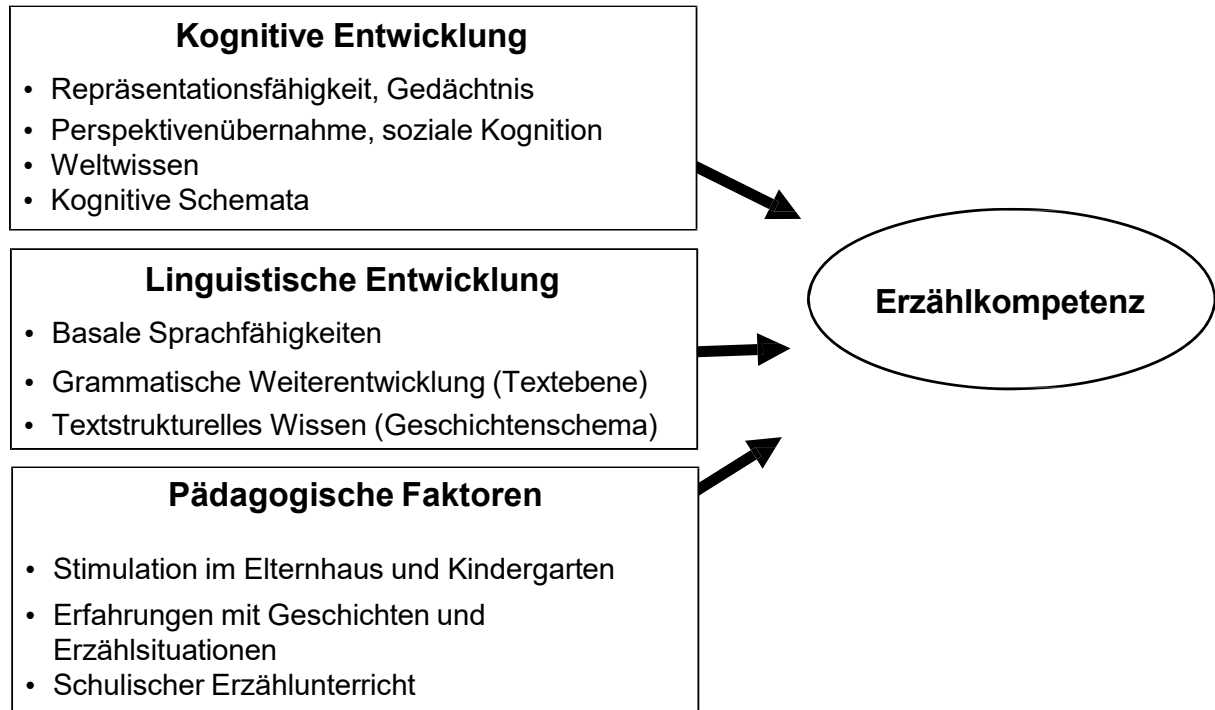 Kognitive Entwicklung
• Repräsentationsfähigkeit, Gedächtnis
• Perspektivenübernahme, soziale Kognition
• Weltwissen
• Kognitive Schemata
Linguistische Entwicklung
• Basale Sprachfähigkeiten
• Grammatische Weiterentwicklung (Textebene)
• Textstrukturelles Wissen (Geschichtenschema)
Pädagogische Faktoren
• Stimulation im Elternhaus und Kindergarten
• Erfahrungen mit Geschichten und
Erzählsituationen
• Schulischer Erzählunterricht
Erzählkompetenz